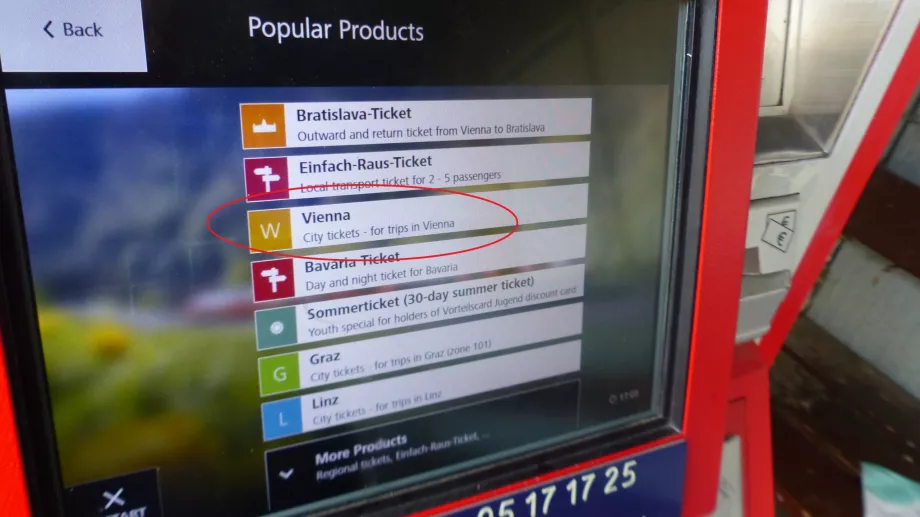 Back
Popular Products
Bratislava-Ticket
Outward and return ticket from Vienna to Bratislava
Einfach-Raus-Ticket
Local transport ticket for 2 - 5 passengers
W
Vienna
City tickets - for trips in Vienna
Bavaria Ticket
Day and night ticket for Bavaria
Sommerticket (30-day summer ticket)
Youth special for holders of Vorteilscard Jugend discount card
G
Graz
City tickets - for trips in Graz (zone 101)
L
Linz
City tickets - for trips in Linz
More Products
Regional tickets, Einfach-Raus-Ticket, ...
05 17 17 25